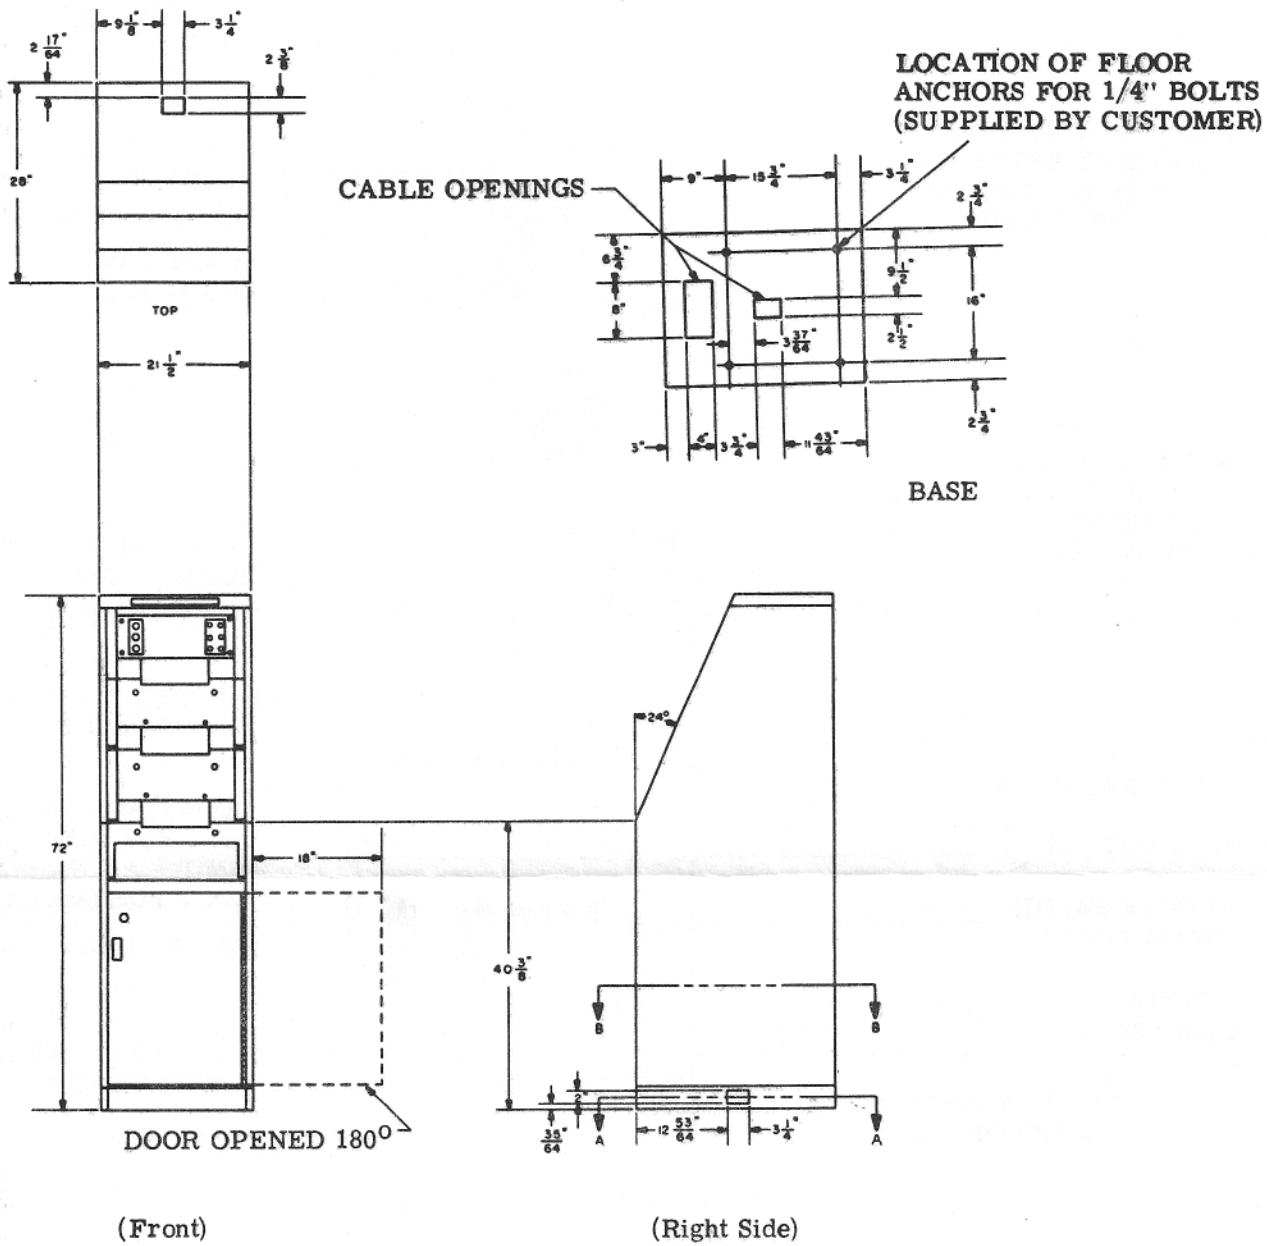 9 1/8" 3 1/4"
2 17/64"
2 3/8"
28"
TOP
21 1/2"
LOCATION OF FLOOR
ANCHORS FOR 1/4" BOLTS
(SUPPLIED BY CUSTOMER)
CABLE OPENINGS
9" 15 3/4" 3 1/4"
2 3/4"
6 3/4"
9 1/2"
8"
16"
3 37/64"
2 1/2"
2 3/4"
3" 4" 3 3/4" 11 43/64"
BASE
24°
72"
18"
40 3/8"
B B
2"
35/64"
A A
12 53/64" 3 1/4"
DOOR OPENED 180°
(Front) (Right Side)